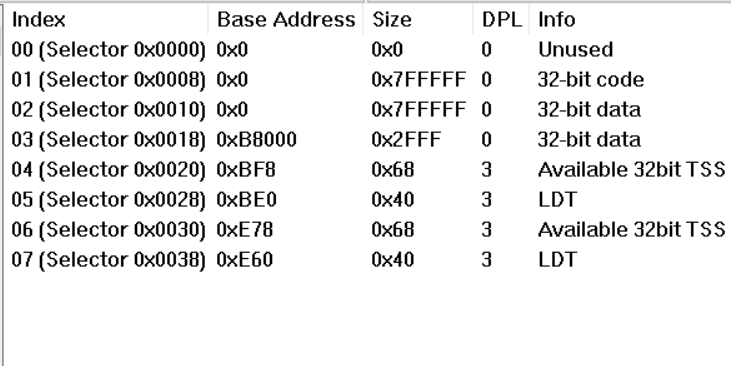 Index Base Address Size DPL Info
00 (Selector 0x0000) 0x0 0x0 0 Unused
01 (Selector 0x0008) 0x0 0x7FFFFF 0 32-bit code
02 (Selector 0x0010) 0x0 0x7FFFFF 0 32-bit data
03 (Selector 0x0018) 0xB8000 0x2FFF 0 32-bit data
04 (Selector 0x0020) 0xBF8 0x68 3 Available 32bit TSS
05 (Selector 0x0028) 0xBE0 0x40 3 LDT
06 (Selector 0x0030) 0xE78 0x68 3 Available 32bit TSS
07 (Selector 0x0038) 0xE60 0x40 3 LDT